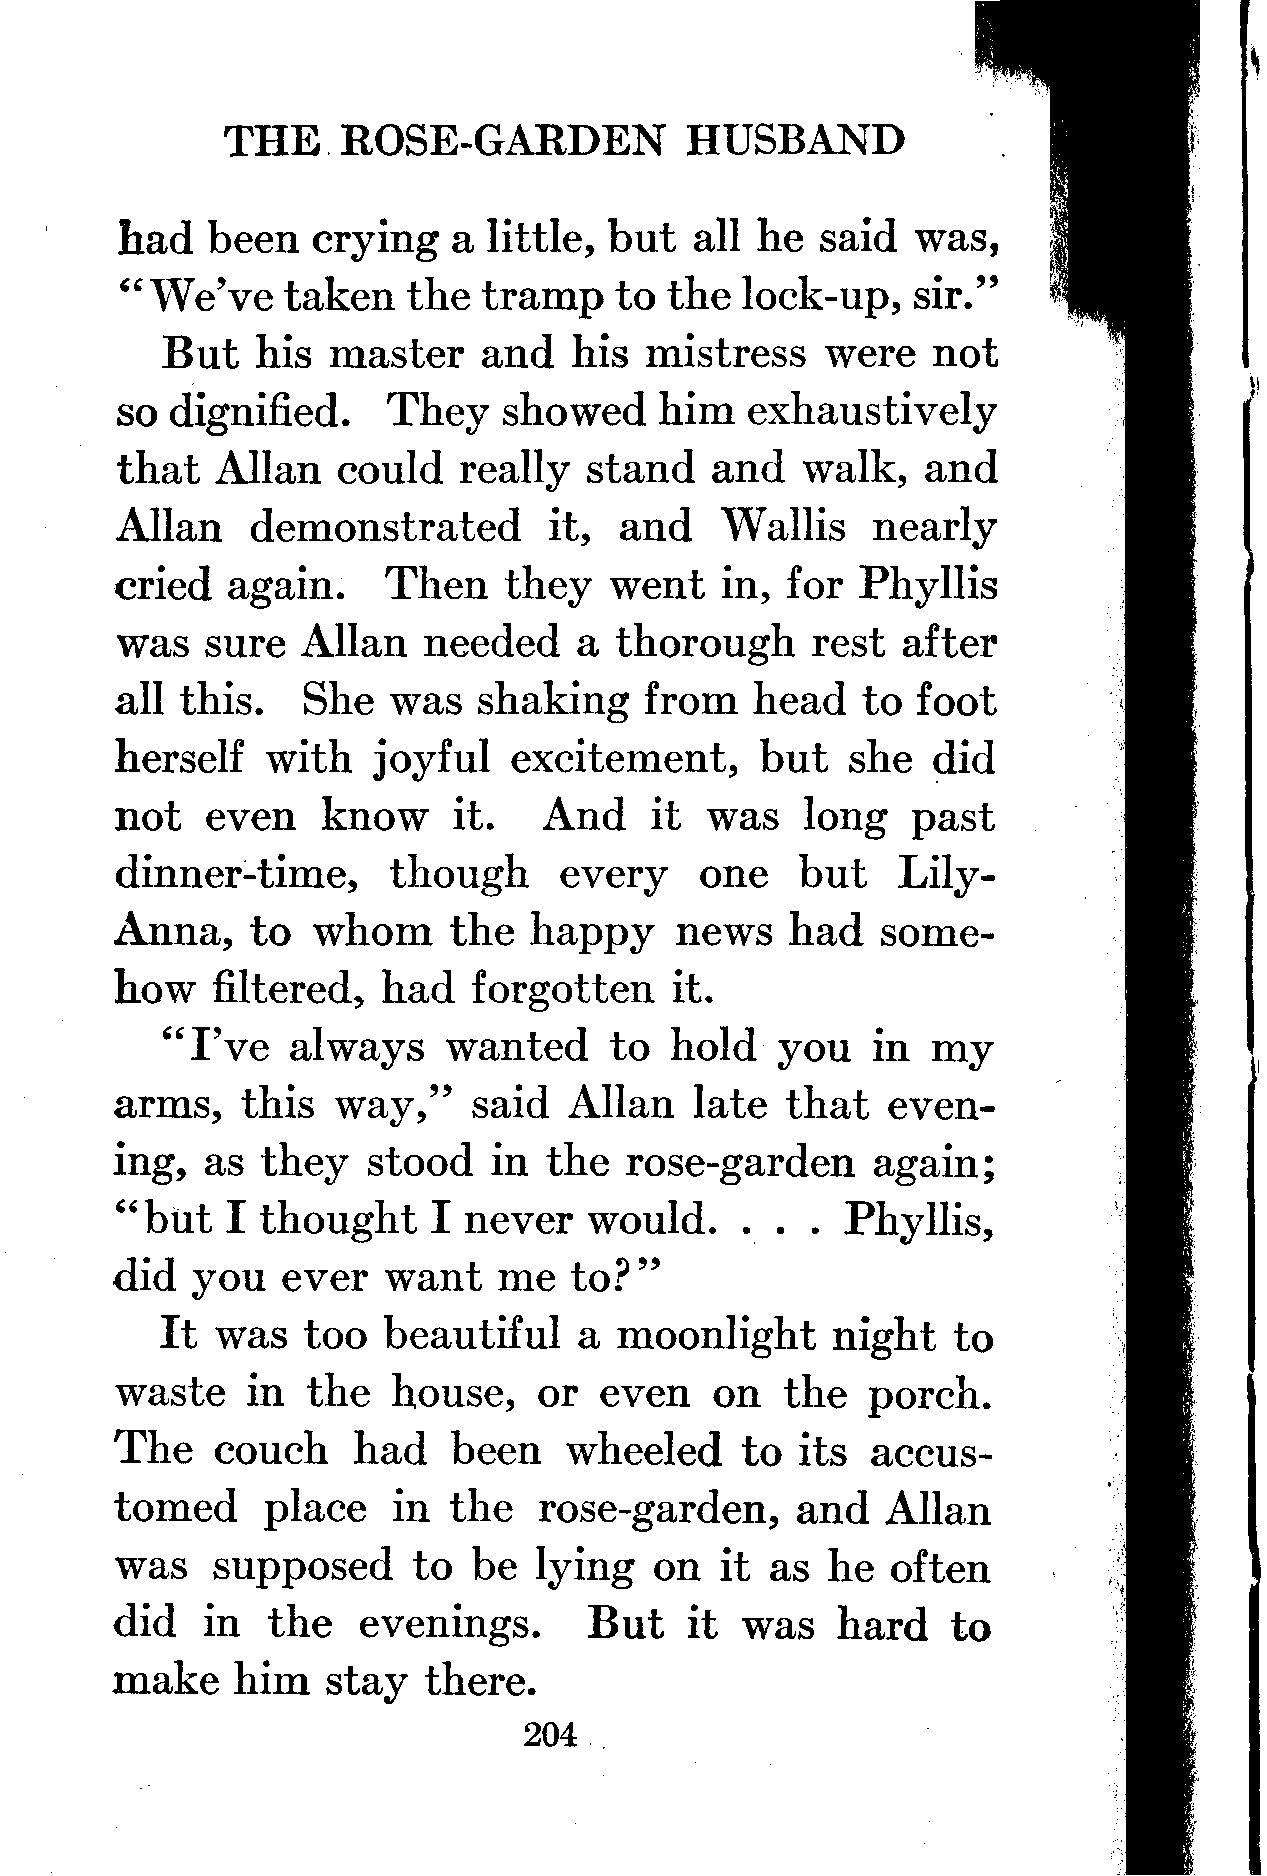 THE ROSE-GARDEN HUSBAND
had been crying a little, but all he said was,
“We’ve taken the tramp to the lock-up, sir.”
But his master and his mistress were not
so dignified. They showed him exhaustively
that Allan could really stand and walk, and
Allan demonstrated it, and Wallis nearly
cried again. Then they went in, for Phyllis
was sure Allan needed a thorough rest after
all this. She was shaking from head to foot
herself with joyful excitement, but she did
not even know it. And it was long past
dinner-time, though every one but Lily-
Anna, to whom the happy news had some-
how filtered, had forgotten it.
“I’ve always wanted to hold you in my
arms, this way,” said Allan late that even-
ing, as they stood in the rose-garden again;
“but I thought I never would. . . . Phyllis,
did you ever want me to?”
It was too beautiful a moonlight night to
waste in the house, or even on the porch.
The couch had been wheeled to its accus-
tomed place in the rose-garden, and Allan
was supposed to be lying on it as he often
did in the evenings. But it was hard to
make him stay there.
204